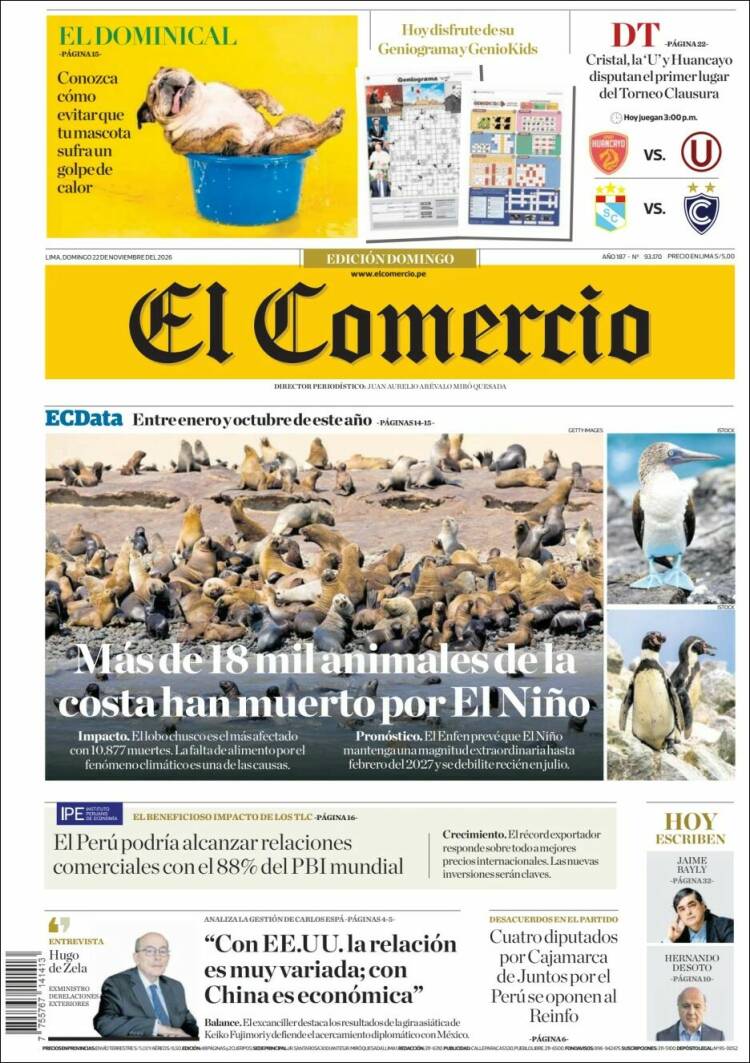 EL DOMINICAL
-PÁGINA 15-
Conozca
cómo
evitar que
tu mascota
sufra un
golpe de
calor
Hoy disfrute de su
Geniograma y GenioKids
Geniograma
DT -PÁGINA 22-
Cristal, la ‘U’ y Huancayo
disputan el primer lugar
del Torneo Clausura
Hoy juegan 3:00 p.m.
HUANCAYO
VS.
U
VS.
LIMA, DOMINGO 22 DE NOVIEMBRE DEL 2026
EDICIÓN DOMINGO
AÑO 187 - Nº 93,170 PRECIO EN LIMA S/5,00
www.elcomercio.pe
El Comercio
DIRECTOR PERIODÍSTICO: JUAN AURELIO ARÉVALO MIRÓ QUESADA
ECData Entre enero y octubre de este año -PÁGINAS 14-15-
GETTY IMAGES
ISTOCK
ISTOCK
Más de 18 mil animales de la
costa han muerto por El Niño
Impacto. El lobo chusco es el más afectado
con 10,877 muertes. La falta de alimento por el
fenómeno climático es una de las causas.
Pronóstico. El Enfen prevé que El Niño
mantenga una magnitud extraordinaria hasta
febrero del 2027 y se debilite recién en julio.
IPE INSTITUTO
PERUANO
DE ECONOMÍA
EL BENEFICIOSO IMPACTO DE LOS TLC -PÁGINA 16-
El Perú podría alcanzar relaciones
comerciales con el 88% del PBI mundial
Crecimiento. El récord exportador
responde sobre todo a mejores
precios internacionales. Las nuevas
inversiones serán claves.
HOY
ESCRIBEN
JAIME
BAYLY
-PÁGINA 32-
HERNANDO
DE SOTO
-PÁGINA 10-
ENTREVISTA
Hugo
de Zela
EXMINISTRO
DE RELACIONES
EXTERIORES
ANALIZA LA GESTIÓN DE CARLOS ESPÁ -PÁGINAS 4-5-
“Con EE.UU. la relación
es muy variada; con
China es económica”
Balance. El excanciller destaca los resultados de la gira asiática de
Keiko Fujimori y defiende el acercamiento diplomático con México.
DESACUERDOS EN EL PARTIDO
Cuatro diputados
por Cajamarca
de Juntos por el
Perú se oponen al
Reinfo
-PÁGINA 6-
7 755767 141413